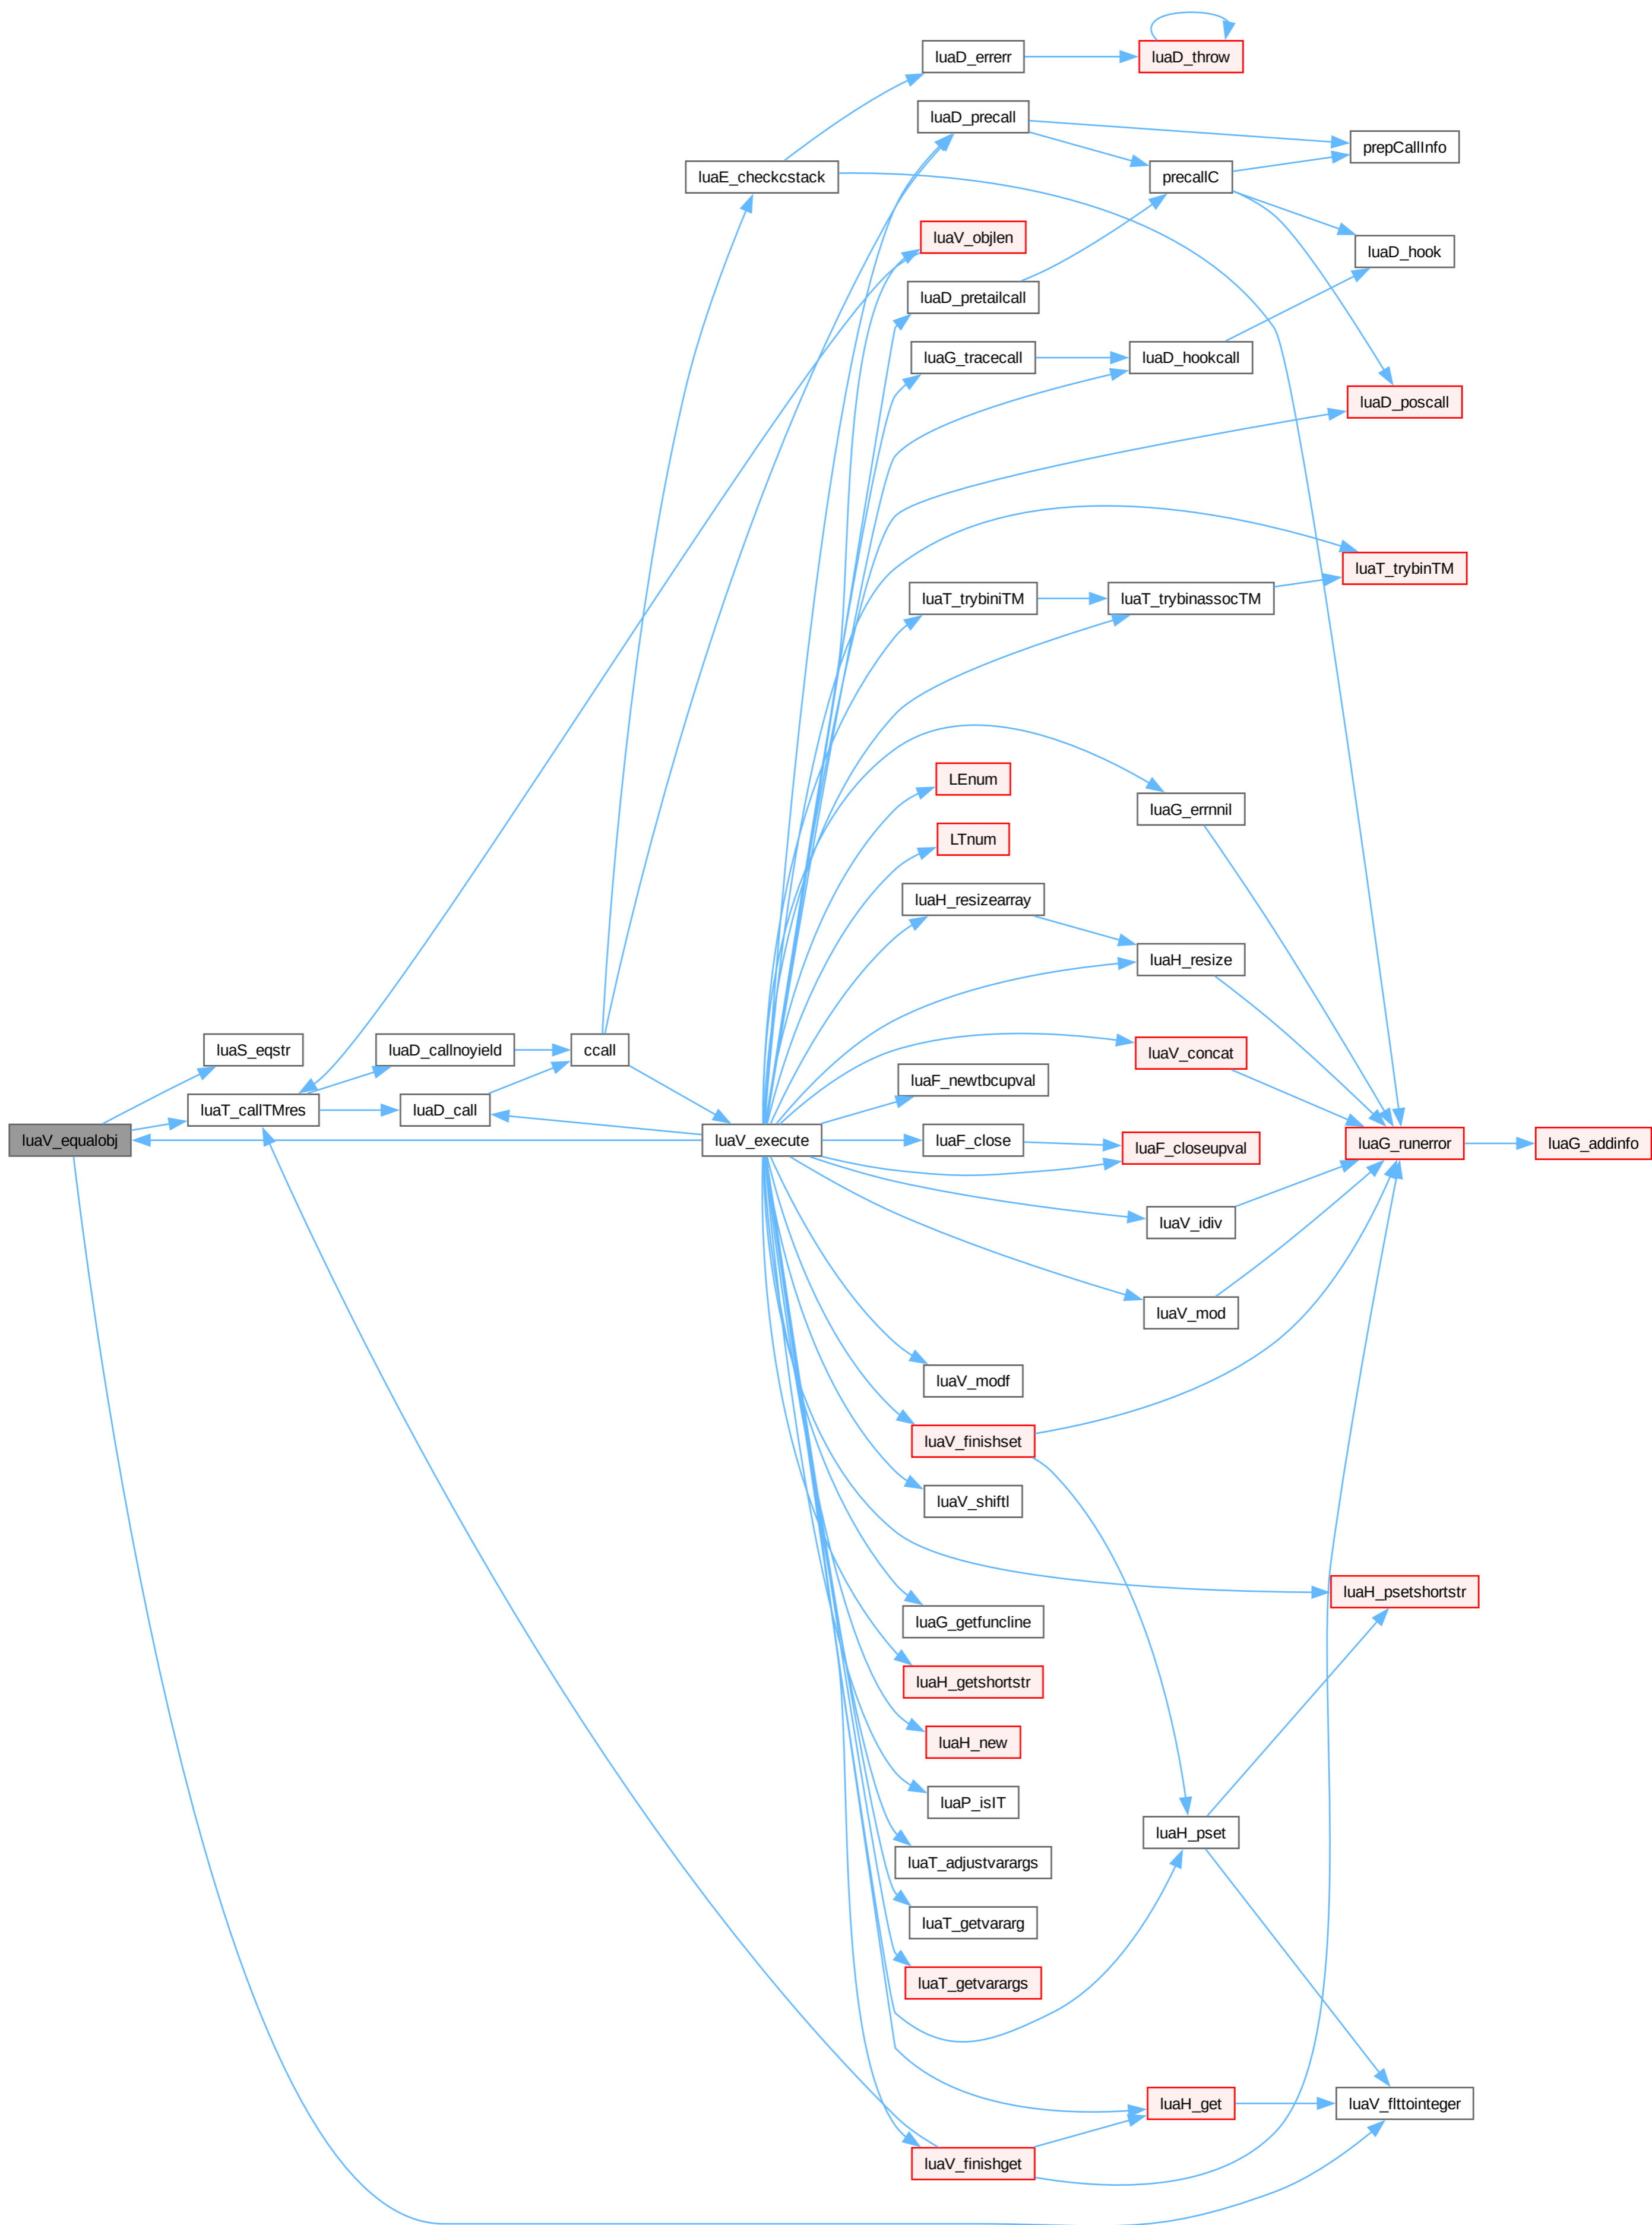 luaD_errerr
luaD_throw
luaD_precall
prepCallInfo
luaE_checkcstack
precallC
luaV_objlen
luaD_hook
luaD_pretailcall
luaG_tracecall
luaD_hookcall
luaD_poscall
luaT_trybinTM
luaT_trybiniTM
luaT_trybinassocTM
LEnum
luaG_errnnil
LTnum
luaH_resizearray
luaH_resize
luaS_eqstr
luaD_callnoyield
ccall
luaV_concat
luaF_newtbcupval
luaT_callTMres
luaD_call
luaV_equalobj
luaV_execute
luaF_close
luaF_closeupval
luaG_runerror
luaG_addinfo
luaV_idiv
luaV_mod
luaV_modf
luaV_finishset
luaV_shiftl
luaH_psetshortstr
luaG_getfuncline
luaH_getshortstr
luaH_new
luaP_isIT
luaH_pset
luaT_adjustvarargs
luaT_getvararg
luaT_getvarargs
luaH_get
luaV_flttointeger
luaV_finishget